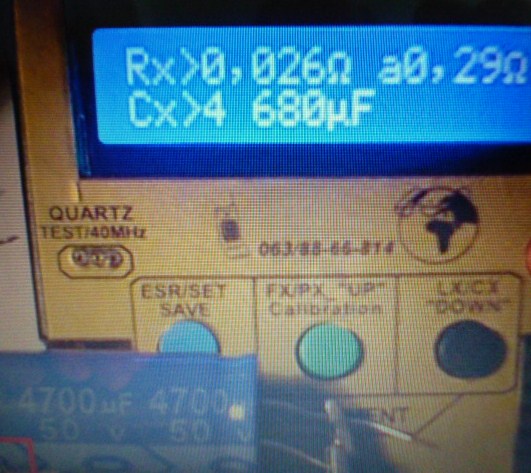 Rx>0,026Ω a0,29Ω
Cx>4 680µF
QUARTZ
TEST/40MHz
063/88-66-814
ESR/SET
SAVE
FX/PX_"UP"
Calibration
LX/CX
"DOWN"
4700µF 4700
50 V 50 V